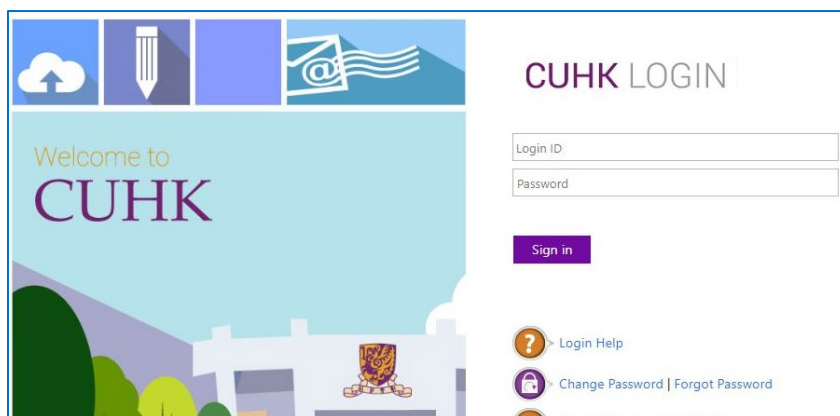 Welcome to
CUHK
CUHK LOGIN
Login ID
Password
Sign in
Login Help
Change Password | Forgot Password